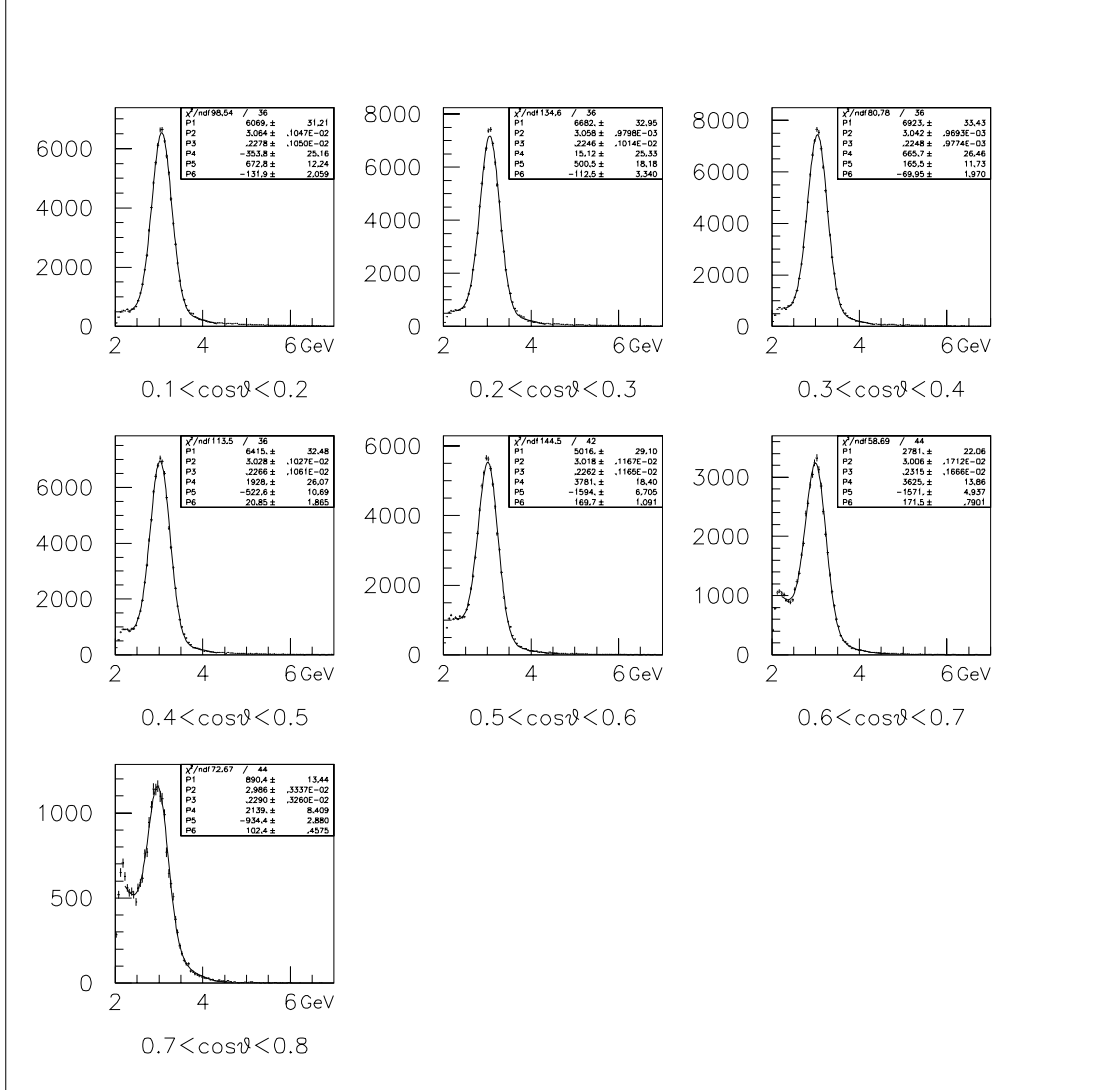 χ²/ndf 98.54 / 36
P1 6069. ± 31.21
P2 3.064 ± .1047E-02
P3 .2278 ± .1050E-02
P4 -353.8 ± 25.16
P5 672.8 ± 12.24
P6 -131.9 ± 2.059
6000
4000
2000
0
2 4 6 GeV
0.1<cosϑ<0.2
χ²/ndf 134.6 / 36
P1 6682. ± 32.95
P2 3.058 ± .9798E-03
P3 .2246 ± .1014E-02
P4 15.12 ± 25.33
P5 500.5 ± 18.18
P6 -112.5 ± 3.340
8000
6000
4000
2000
0
2 4 6 GeV
0.2<cosϑ<0.3
χ²/ndf 80.78 / 36
P1 6923. ± 33.43
P2 3.042 ± .9693E-03
P3 .2248 ± .9774E-03
P4 665.7 ± 26.46
P5 165.5 ± 11.73
P6 -69.95 ± 1.970
8000
6000
4000
2000
0
2 4 6 GeV
0.3<cosϑ<0.4
χ²/ndf 113.5 / 36
P1 6415. ± 32.48
P2 3.028 ± .1027E-02
P3 .2266 ± .1061E-02
P4 1928. ± 26.07
P5 -522.6 ± 10.69
P6 20.85 ± 1.865
6000
4000
2000
0
2 4 6 GeV
0.4<cosϑ<0.5
χ²/ndf 144.5 / 42
P1 5016. ± 29.10
P2 3.018 ± .1167E-02
P3 .2262 ± .1165E-02
P4 3781. ± 18.40
P5 -1594. ± 6.705
P6 169.7 ± 1.091
6000
4000
2000
0
2 4 6 GeV
0.5<cosϑ<0.6
χ²/ndf 58.69 / 44
P1 2781. ± 22.06
P2 3.006 ± .1712E-02
P3 .2315 ± .1666E-02
P4 3625. ± 13.86
P5 -1571. ± 4.937
P6 171.5 ± .7901
3000
2000
1000
0
2 4 6 GeV
0.6<cosϑ<0.7
χ²/ndf 72.67 / 44
P1 890.4 ± 13.44
P2 2.986 ± .3337E-02
P3 .2290 ± .3260E-02
P4 2139. ± 8.409
P5 -934.4 ± 2.880
P6 102.4 ± .4575
1000
500
0
2 4 6 GeV
0.7<cosϑ<0.8